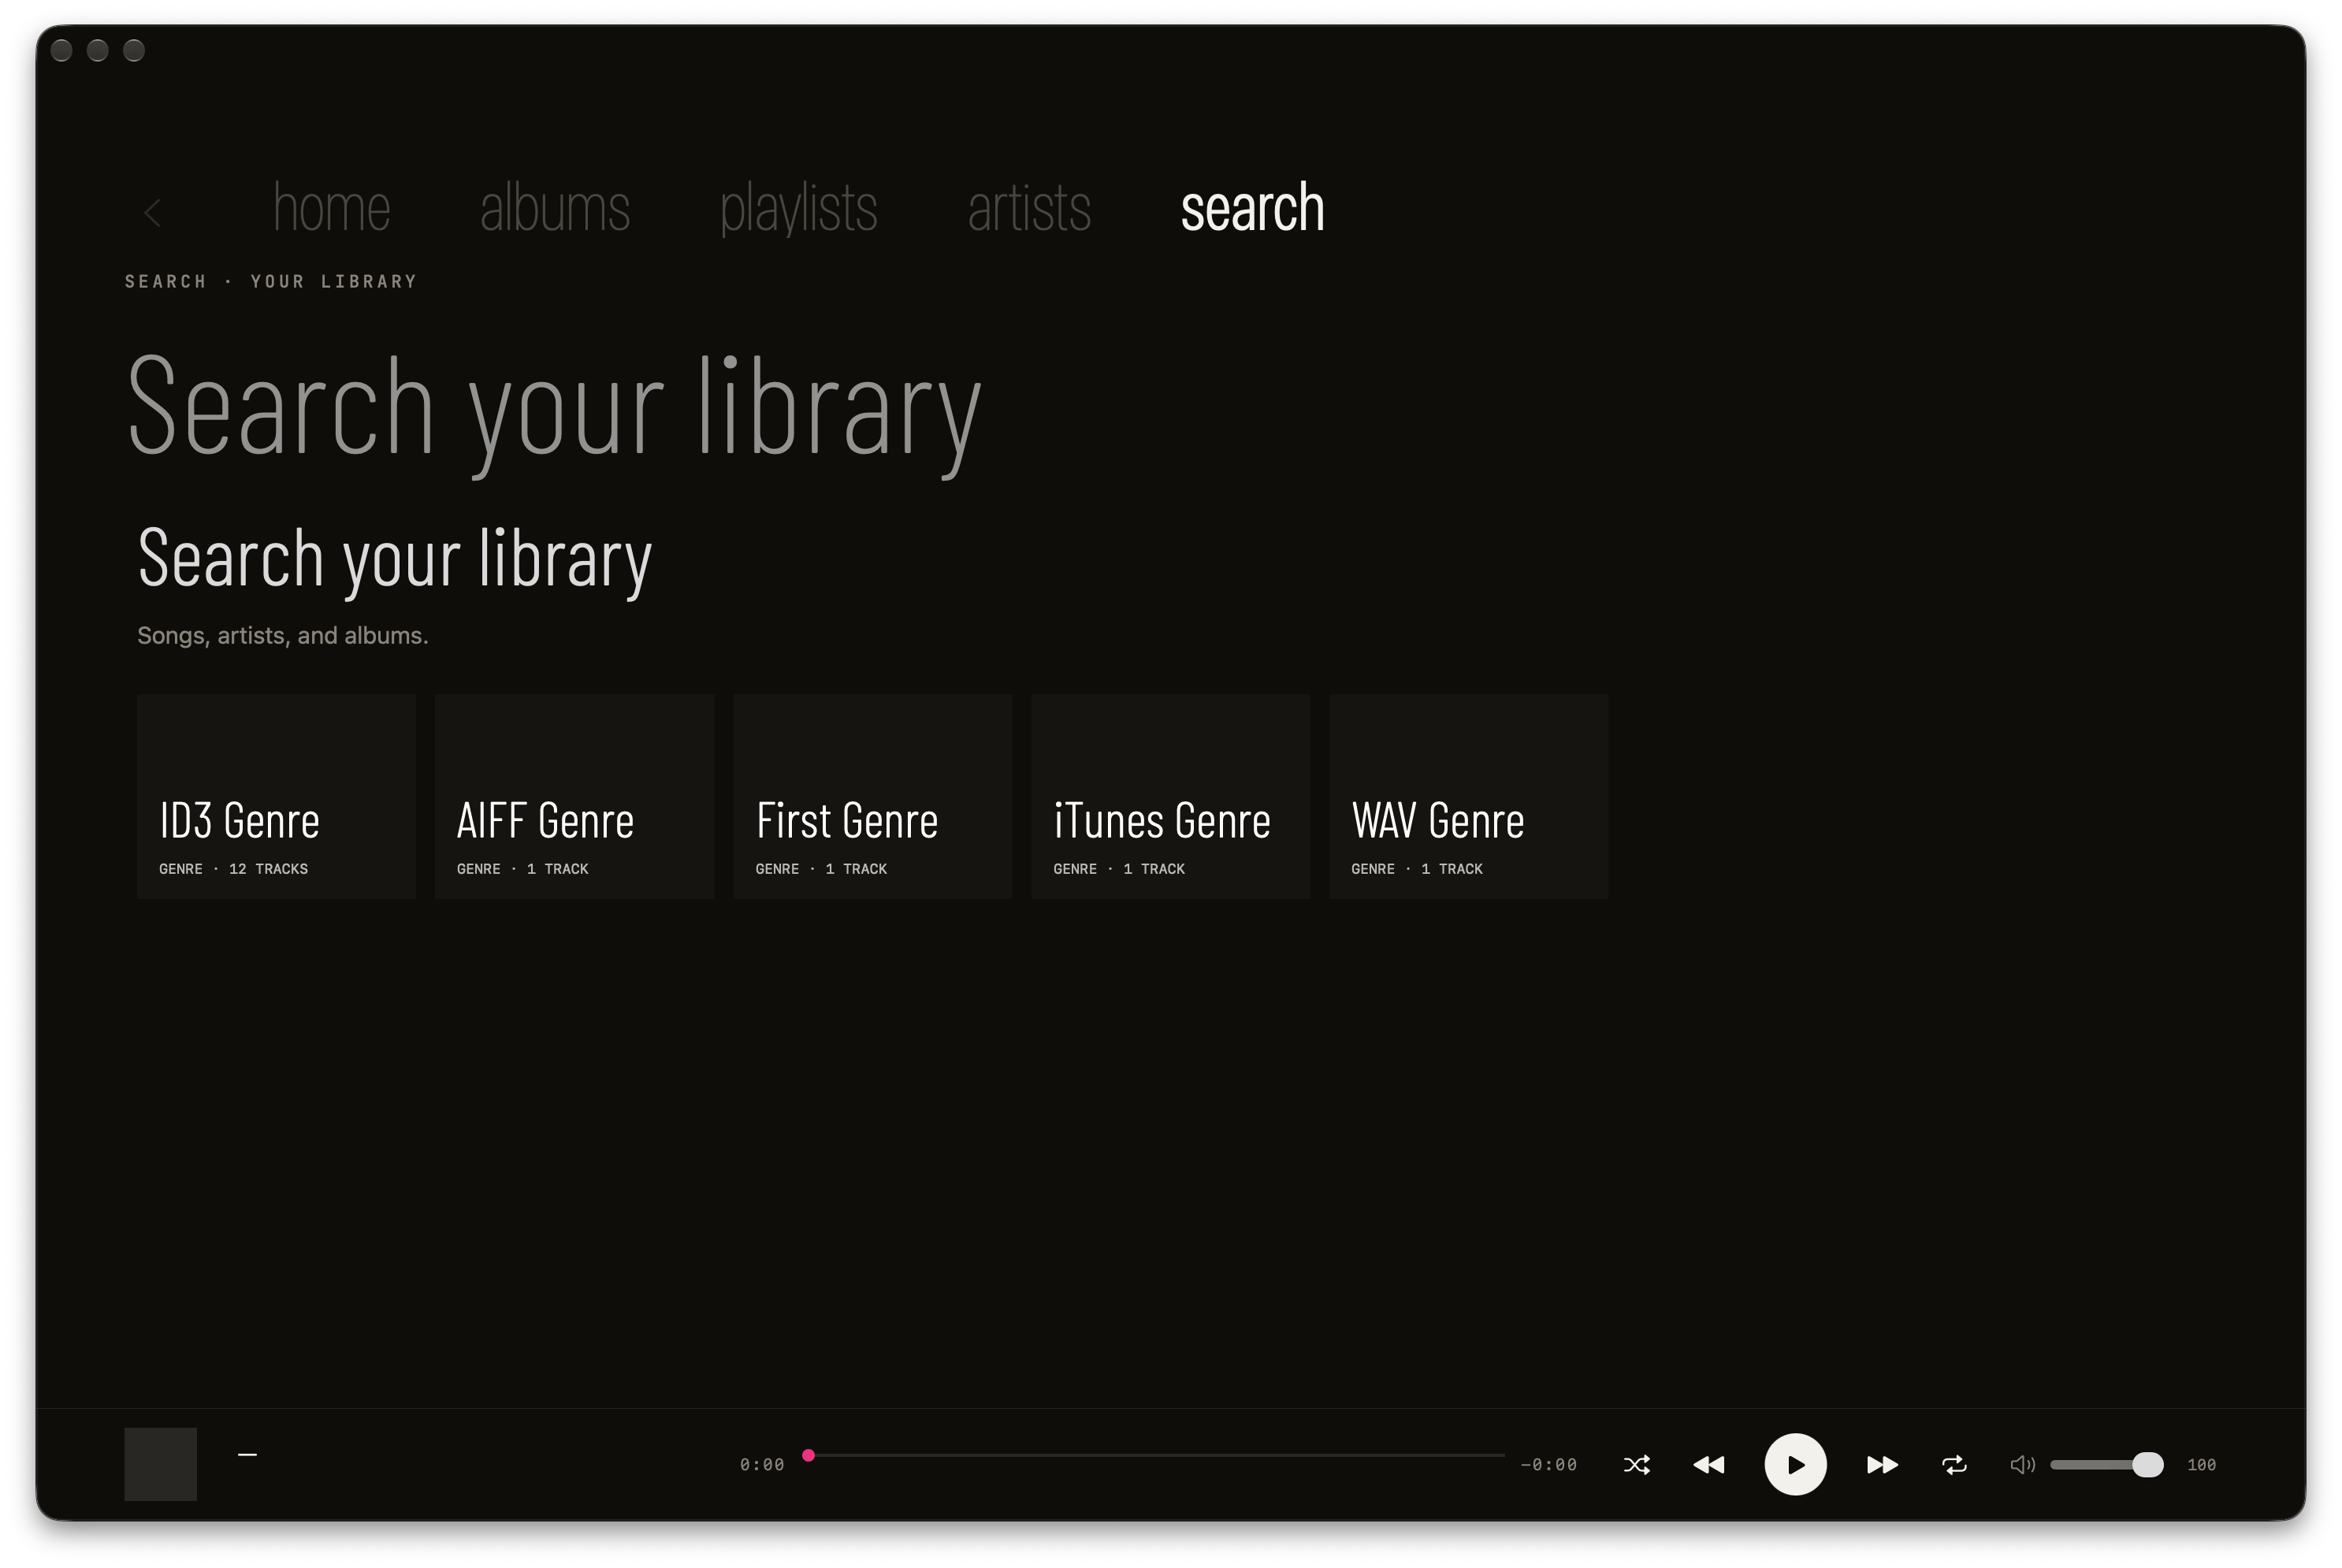 home albums playlists artists search
SEARCH · YOUR LIBRARY
Search your library
Search your library
Songs, artists, and albums.
ID3 Genre
GENRE · 12 TRACKS
AIFF Genre
GENRE · 1 TRACK
First Genre
GENRE · 1 TRACK
iTunes Genre
GENRE · 1 TRACK
WAV Genre
GENRE · 1 TRACK
—
0:00
−0:00
100